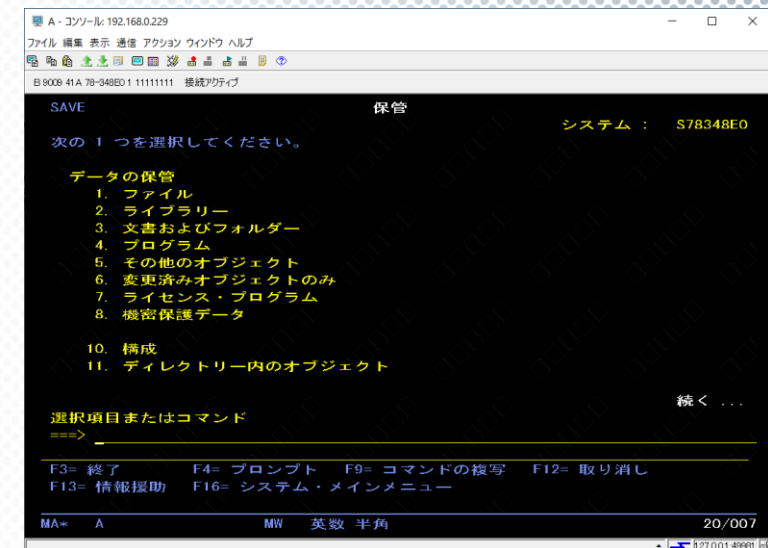 A - コンソール: 192.168.0.229
ファイル 編集 表示 通信 アクション ウィンドウ ヘルプ
B 9009 41A 78-348E0 1 11111111 接続アクティブ
SAVE 保管
システム : S78348E0
次の 1 つを選択してください。
データの保管
1. ファイル
2. ライブラリー
3. 文書およびフォルダー
4. プログラム
5. その他のオブジェクト
6. 変更済みオブジェクトのみ
7. ライセンス・プログラム
8. 機密保護データ
10. 構成
11. ディレクトリー内のオブジェクト
続く ...
選択項目またはコマンド
===>
F3= 終了 F4= プロンプト F9= コマンドの複写 F12= 取り消し
F13= 情報援助 F16= システム・メインメニュー
MA* A MW 英数 半角 20/007